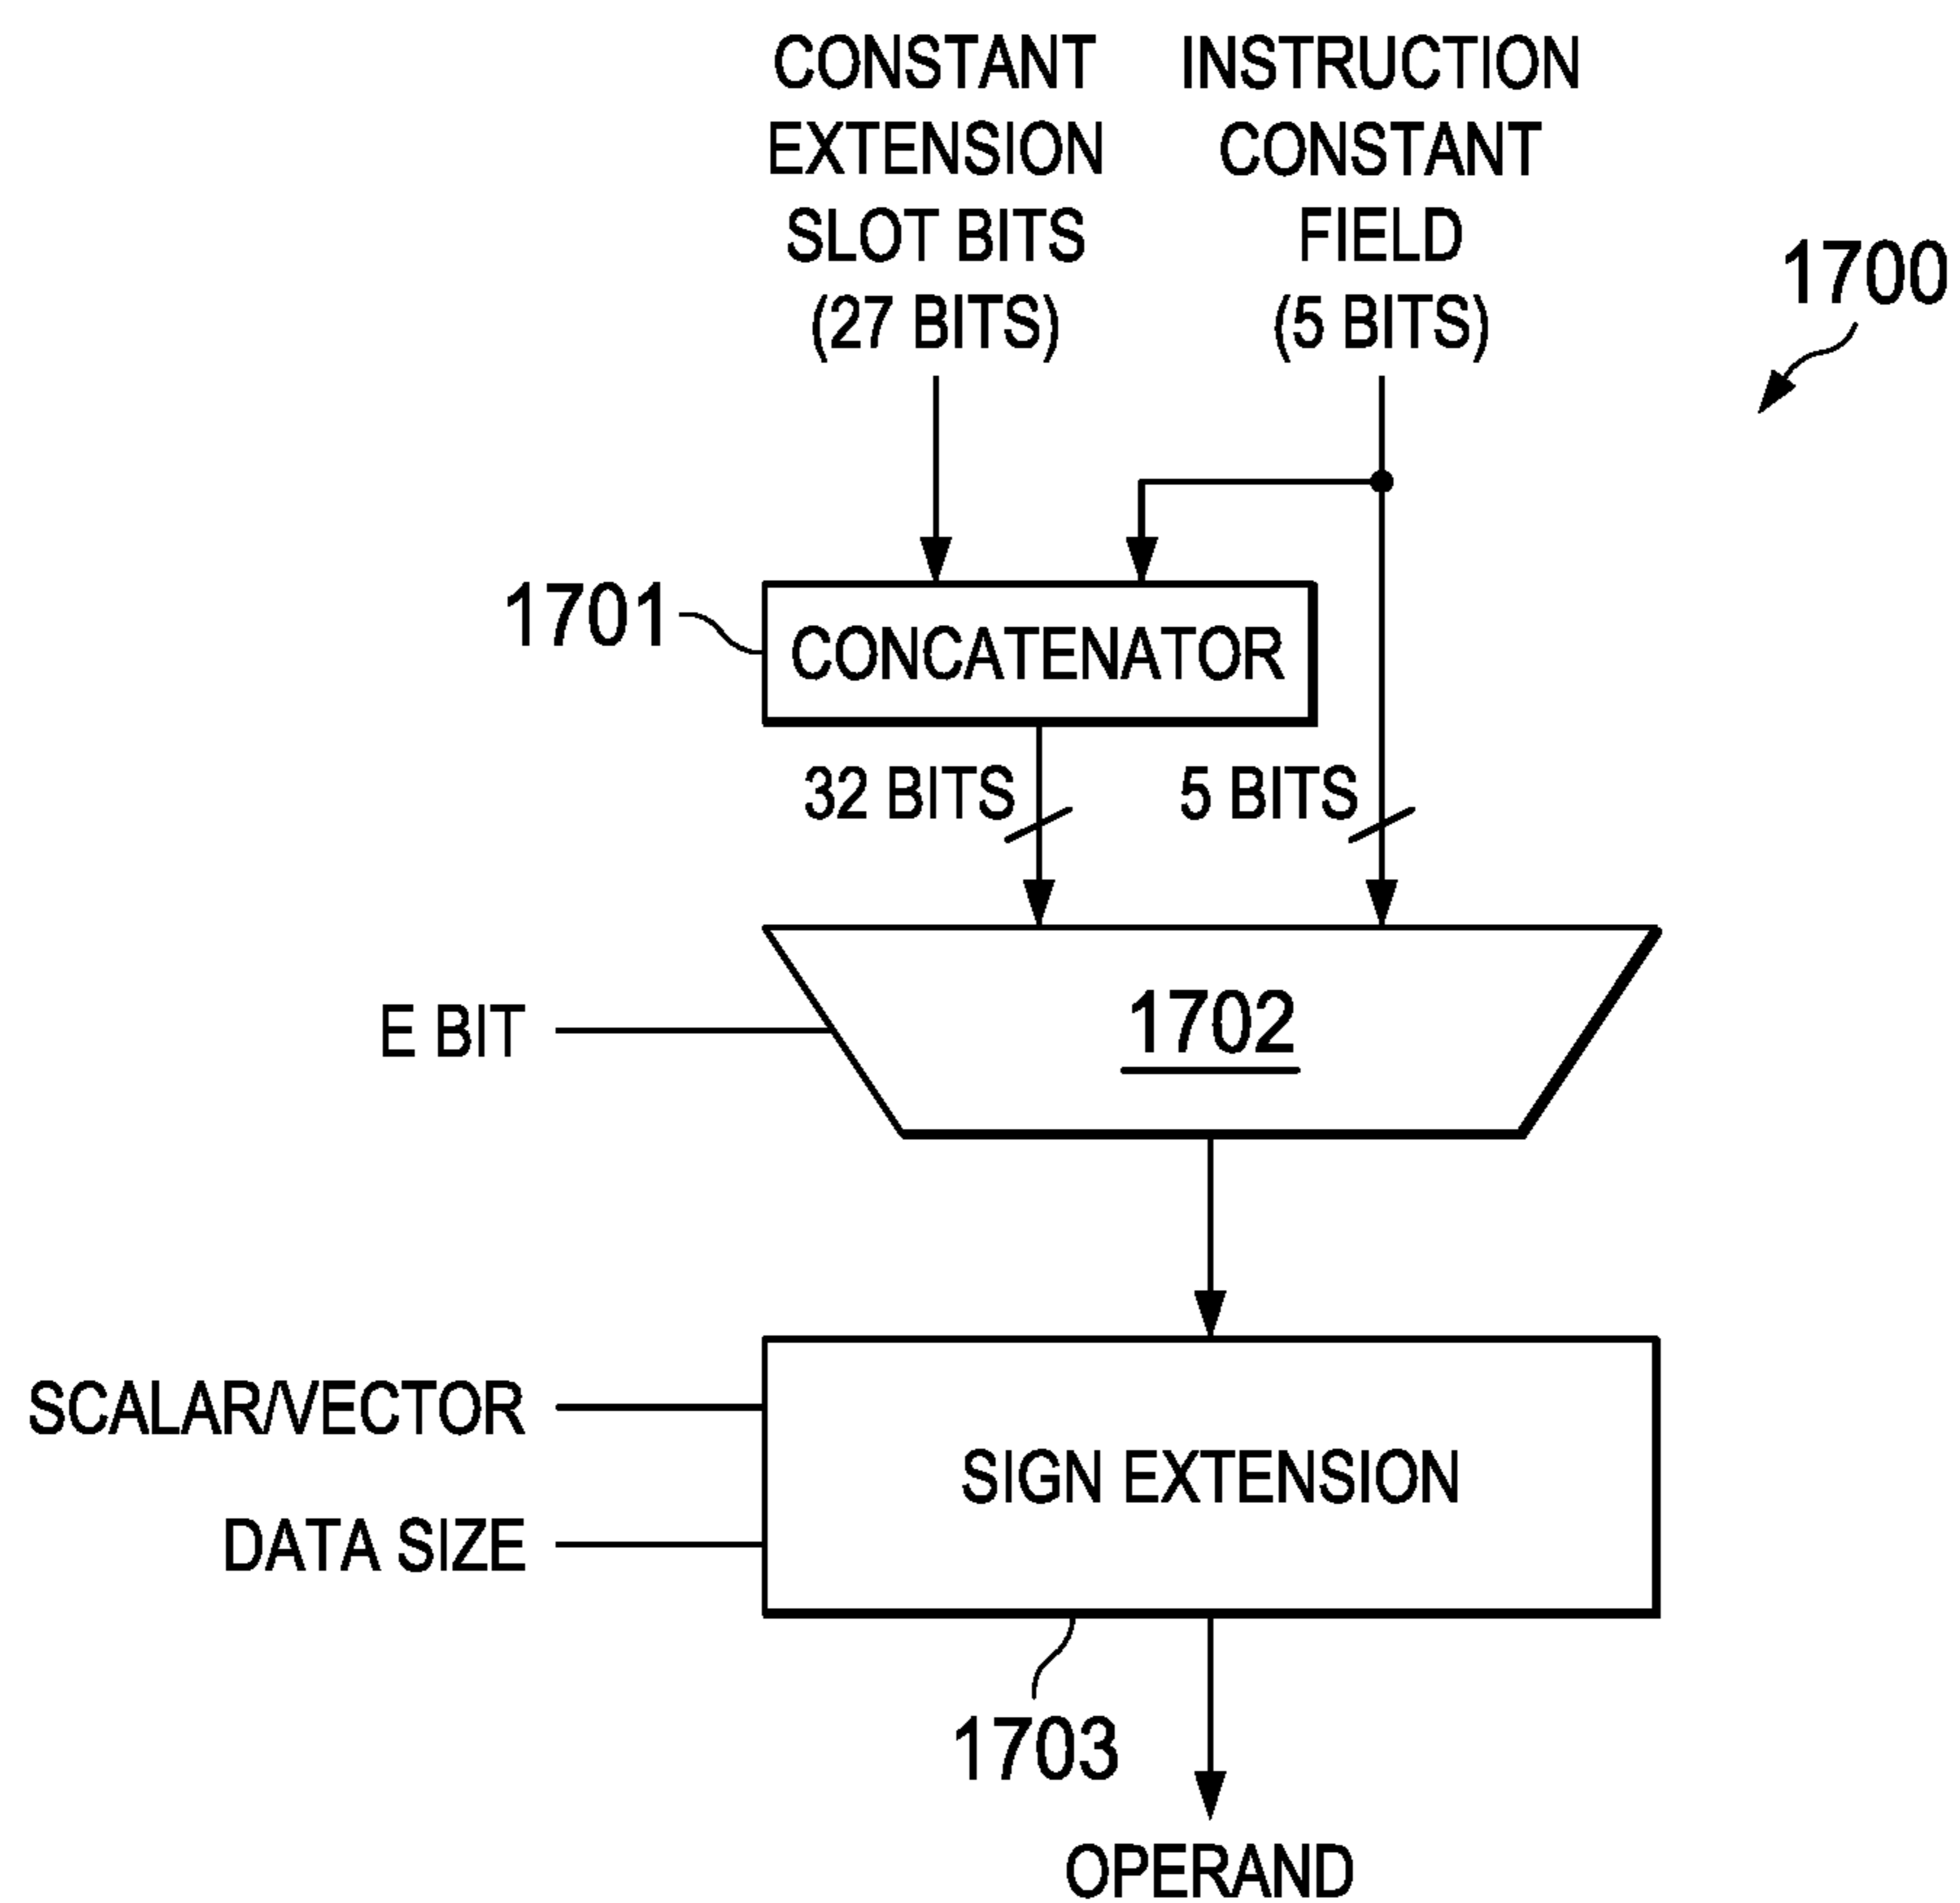 CONSTANT
EXTENSION
SLOT BITS
(27 BITS)
INSTRUCTION
CONSTANT
FIELD
(5 BITS)
1700
1701
CONCATENATOR
32 BITS
5 BITS
E BIT
1702
SCALAR/VECTOR
SIGN EXTENSION
DATA SIZE
1703
OPERAND